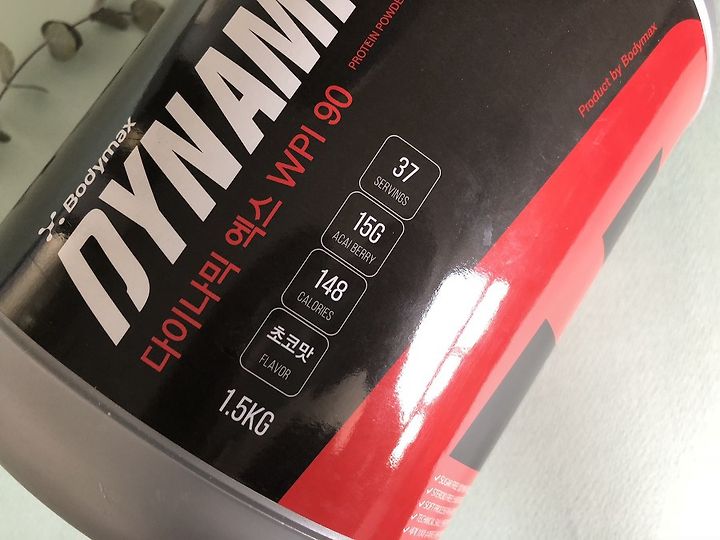 Bodymax
DYNAMI
다이나믹 엑스 WPI 90
PROTEIN POWDE
37
SERVINGS
15G
ACAI BERRY
148
CALORIES
초코맛
FLAVOR
1.5KG
Product by Bodymax